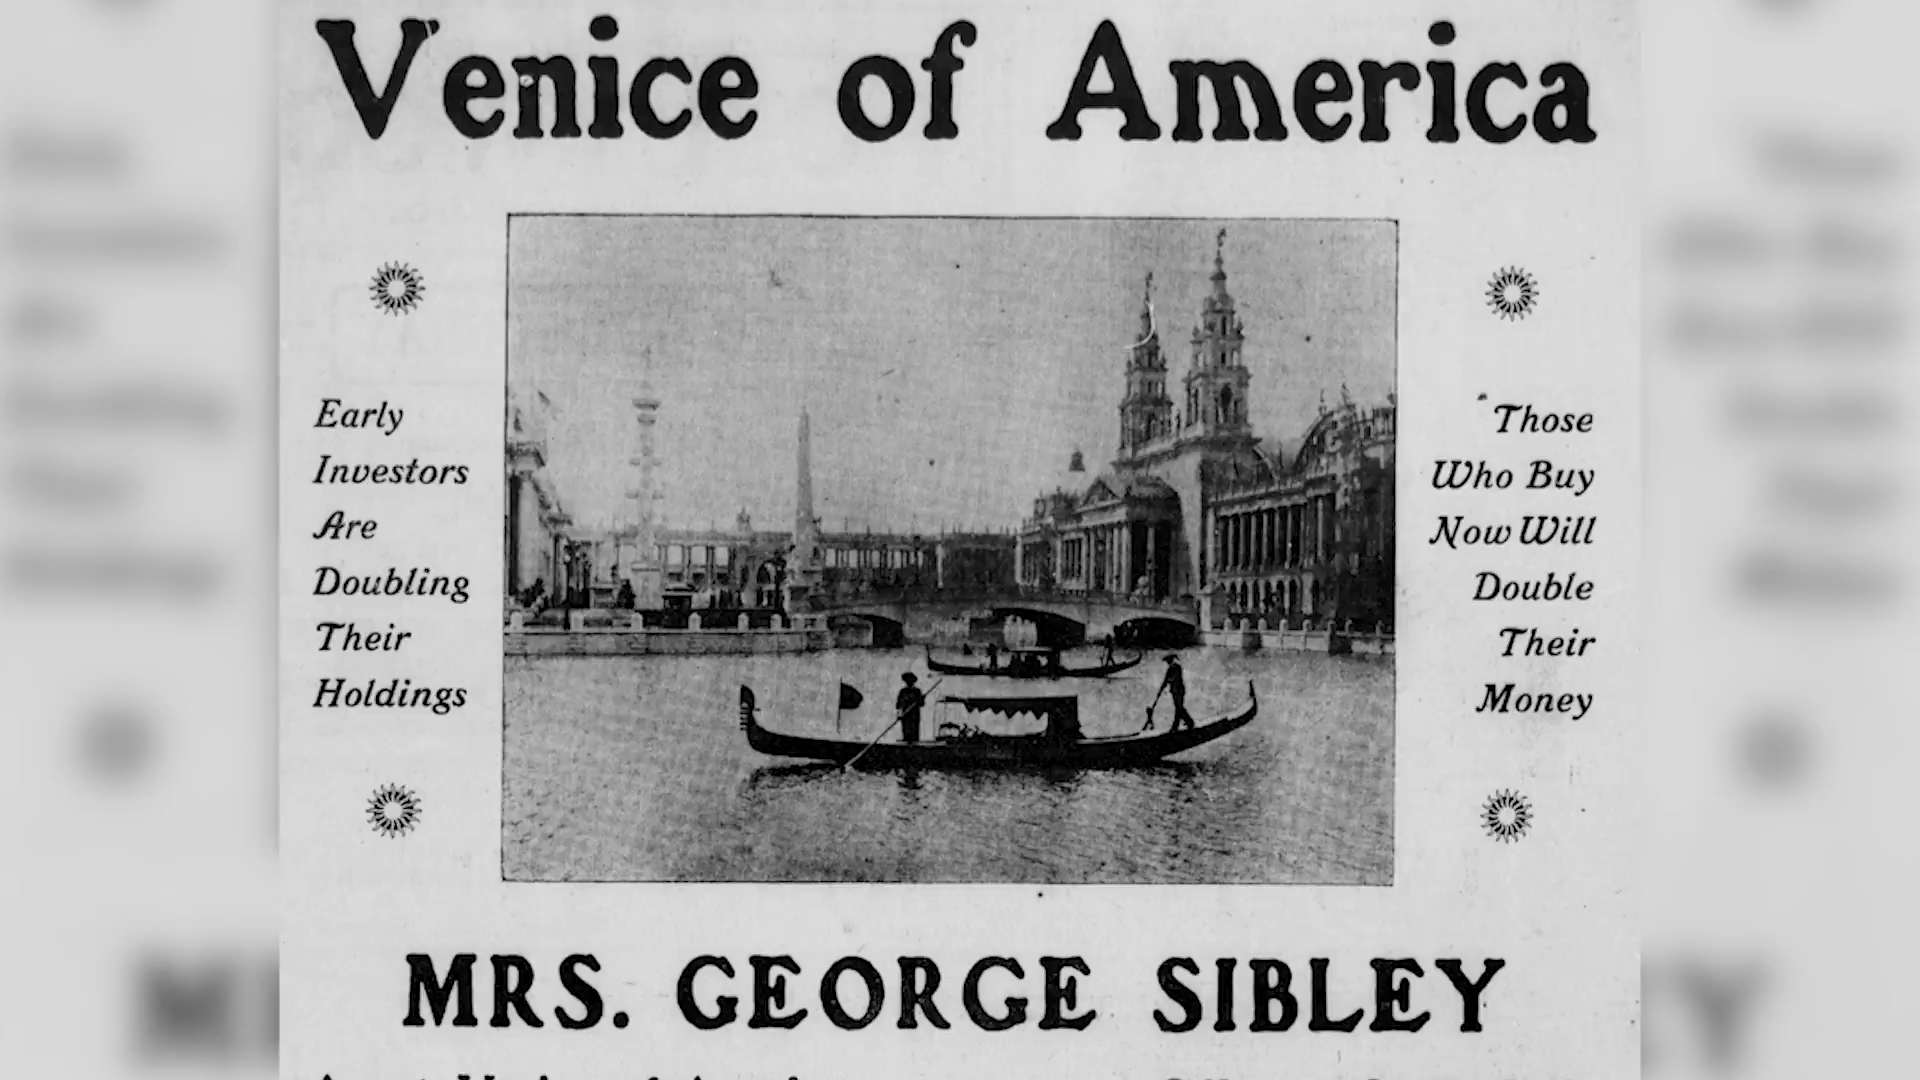 Venice of America
Early
Investors
Are
Doubling
Their
Holdings
Those
Who Buy
Now Will
Double
Their
Money
MRS. GEORGE SIBLEY